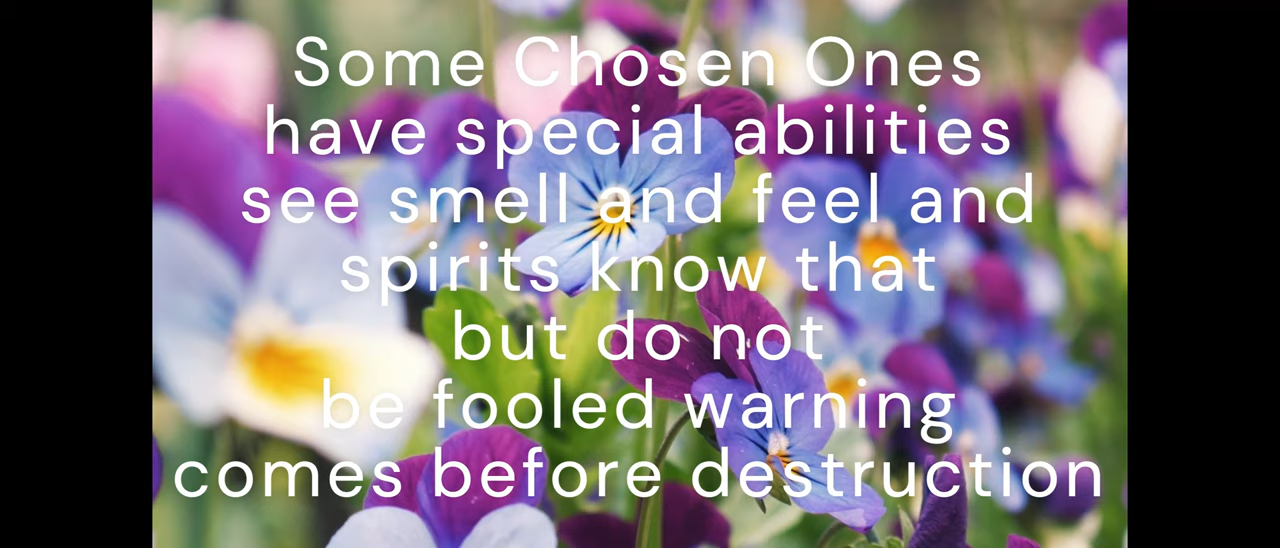 Some Chosen Ones
have special abilities
see smell and feel and
spirits know that
but do not
be fooled warning
comes before destruction